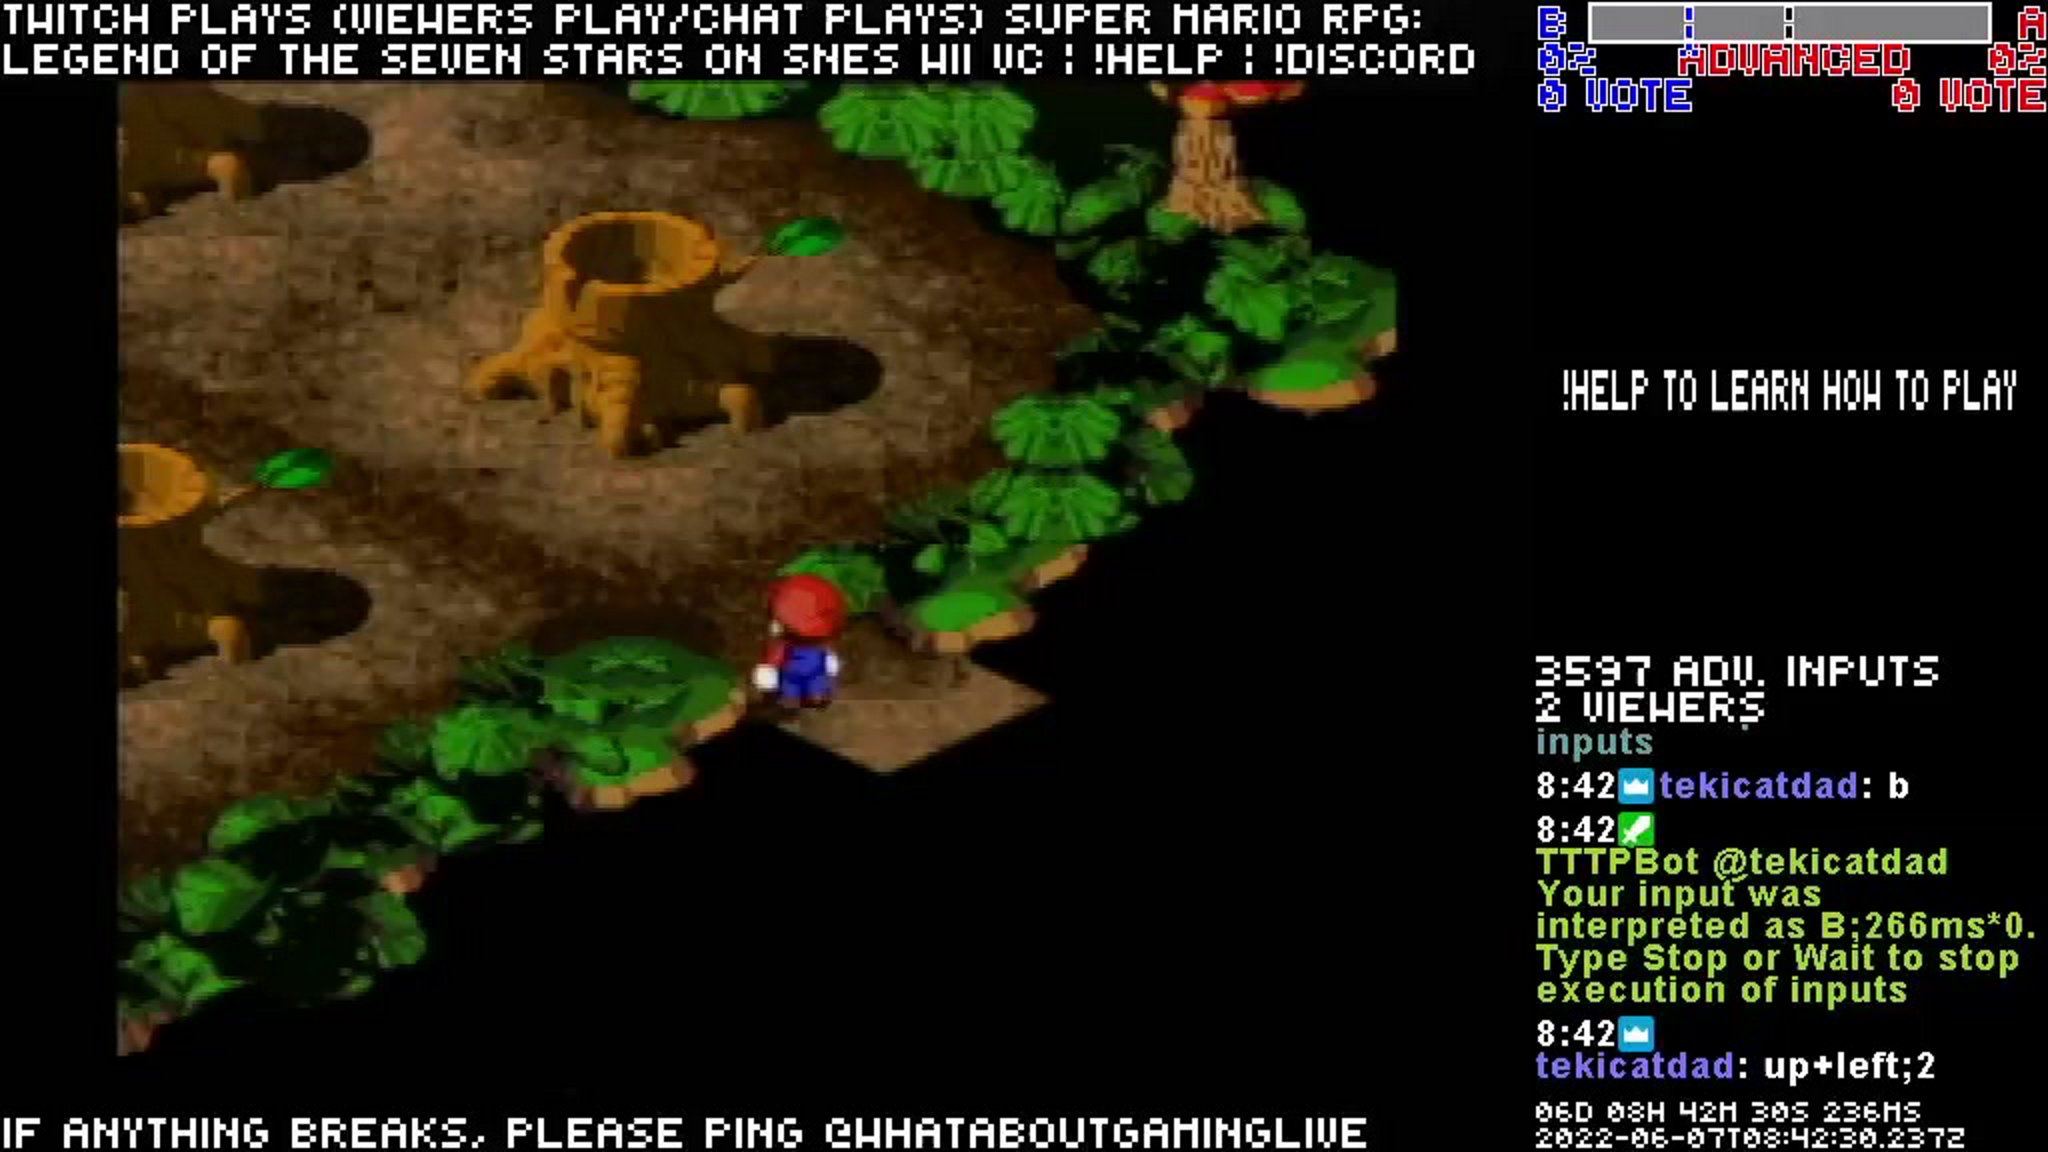 TWITCH PLAYS (VIEWERS PLAY/CHAT PLAYS) SUPER MARIO RPG:
LEGEND OF THE SEVEN STARS ON SNES WII VC | !HELP | !DISCORD
B A
0% ADVANCED 0%
0 VOTE 0 VOTE
!HELP TO LEARN HOW TO PLAY
3597 ADV. INPUTS
2 VIEWERS
inputs
8:42 tekicatdad: b
8:42
TTTPBot @tekicatdad
Your input was
interpreted as B;266ms*0.
Type Stop or Wait to stop
execution of inputs
8:42
tekicatdad: up+left;2
06D 08H 42M 30S 236MS
2022-06-07T08:42:30.237Z
IF ANYTHING BREAKS, PLEASE PING @WHATABOUTGAMINGLIVE